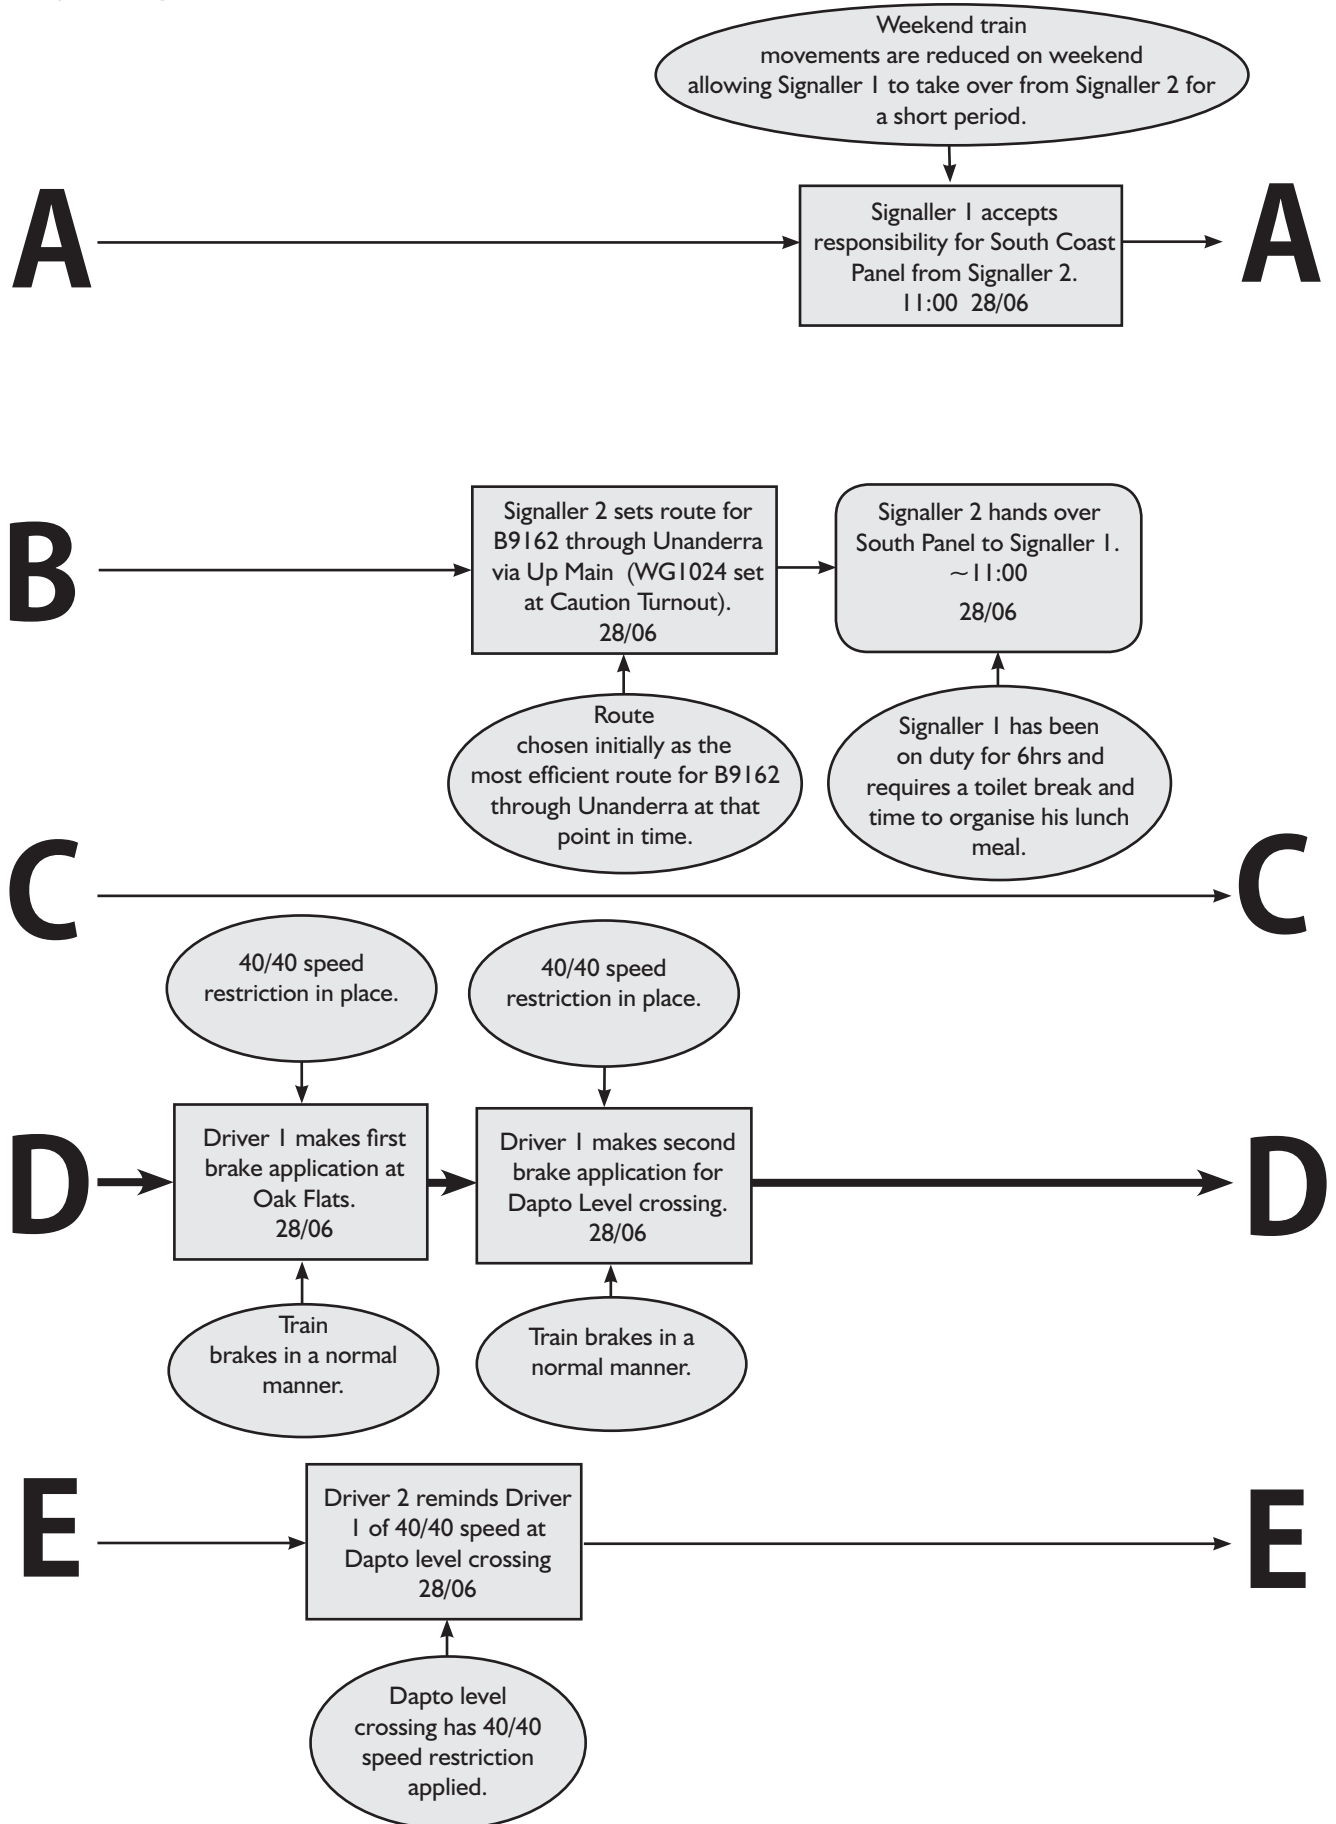 Weekend train
movements are reduced on weekend
allowing Signaller 1 to take over from Signaller 2 for
a short period.
A
Signaller 1 accepts
responsibility for South Coast
Panel from Signaller 2.
11:00 28/06
A
B
Signaller 2 sets route for
B9162 through Unanderra
via Up Main (WG1024 set
at Caution Turnout).
28/06
Signaller 2 hands over
South Panel to Signaller 1.
~11:00
28/06
Route
chosen initially as the
most efficient route for B9162
through Unanderra at that
point in time.
Signaller 1 has been
on duty for 6hrs and
requires a toilet break and
time to organise his lunch
meal.
C
C
40/40 speed
restriction in place.
40/40 speed
restriction in place.
D
Driver 1 makes first
brake application at
Oak Flats.
28/06
Driver 1 makes second
brake application for
Dapto Level crossing.
28/06
D
Train
brakes in a normal
manner.
Train brakes in a
normal manner.
E
Driver 2 reminds Driver
1 of 40/40 speed at
Dapto level crossing
28/06
E
Dapto level
crossing has 40/40
speed restriction
applied.